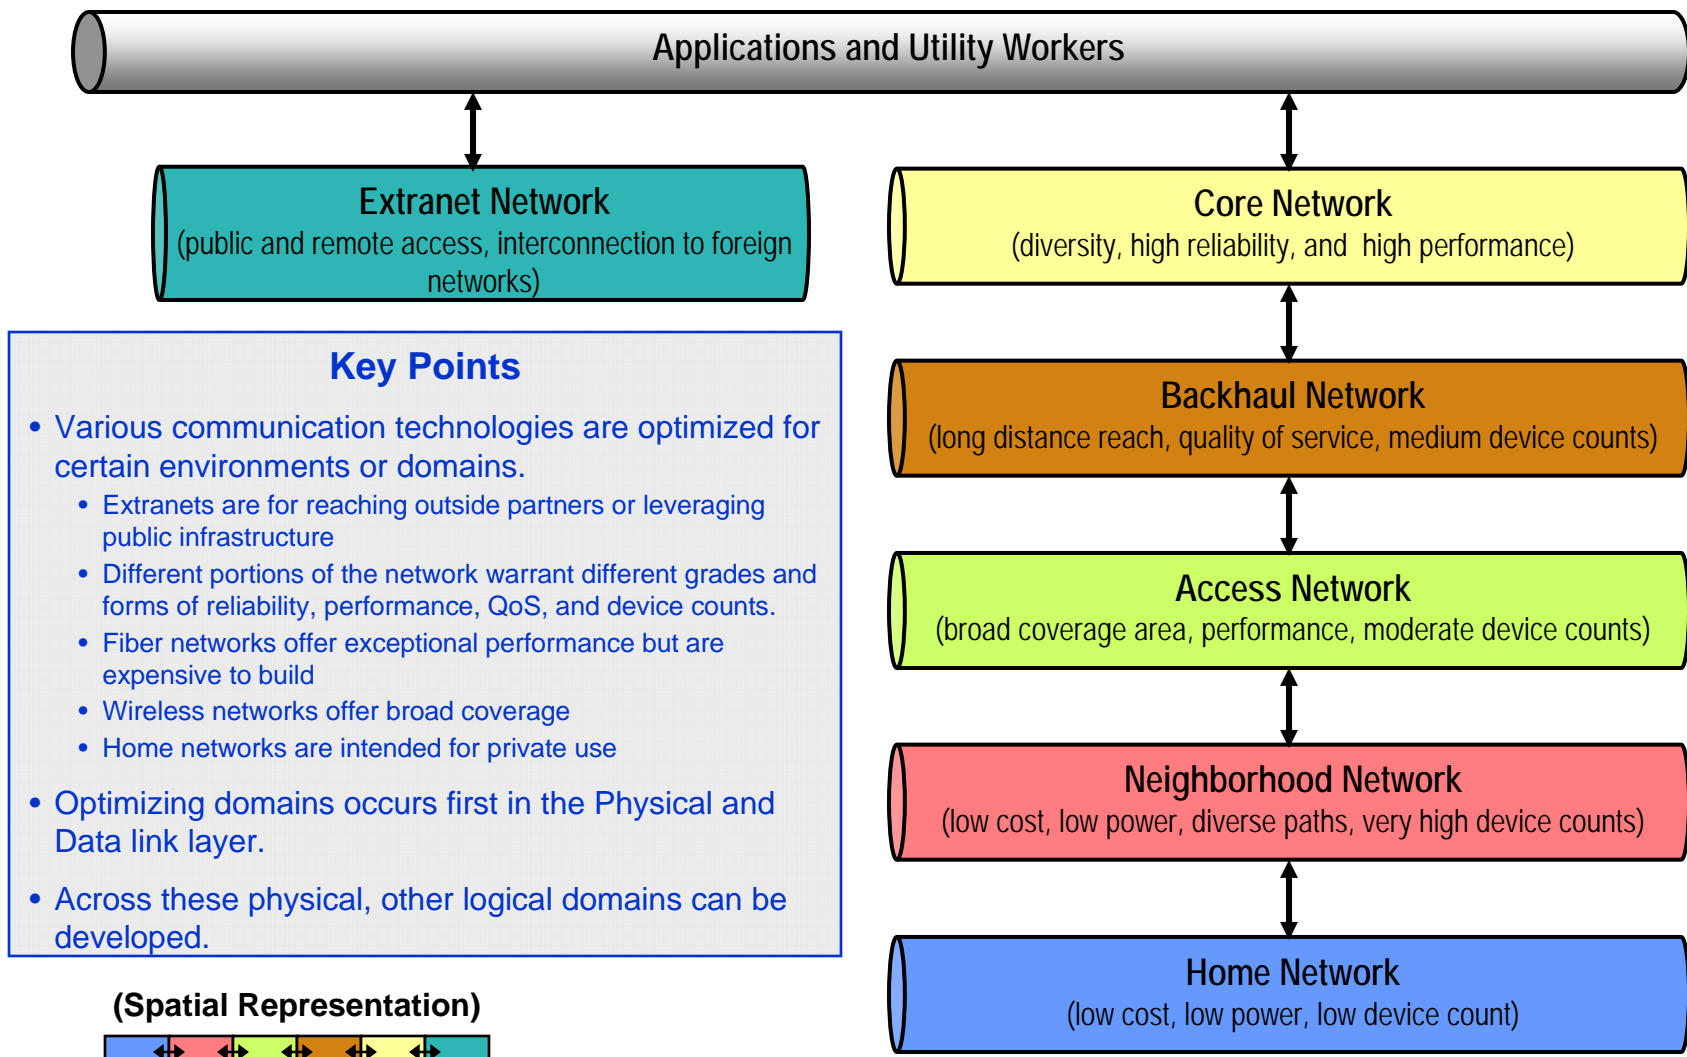 Applications and Utility Workers
Extranet Network
(public and remote access, interconnection to foreign
networks)
Core Network
(diversity, high reliability, and high performance)
Key Points
• Various communication technologies are optimized for
certain environments or domains.
• Extranets are for reaching outside partners or leveraging
public infrastructure
• Different portions of the network warrant different grades and
forms of reliability, performance, QoS, and device counts.
• Fiber networks offer exceptional performance but are
expensive to build
• Wireless networks offer broad coverage
• Home networks are intended for private use
• Optimizing domains occurs first in the Physical and
Data link layer.
• Across these physical, other logical domains can be
developed.
Backhaul Network
(long distance reach, quality of service, medium device counts)
Access Network
(broad coverage area, performance, moderate device counts)
Neighborhood Network
(low cost, low power, diverse paths, very high device counts)
Home Network
(low cost, low power, low device count)
(Spatial Representation)